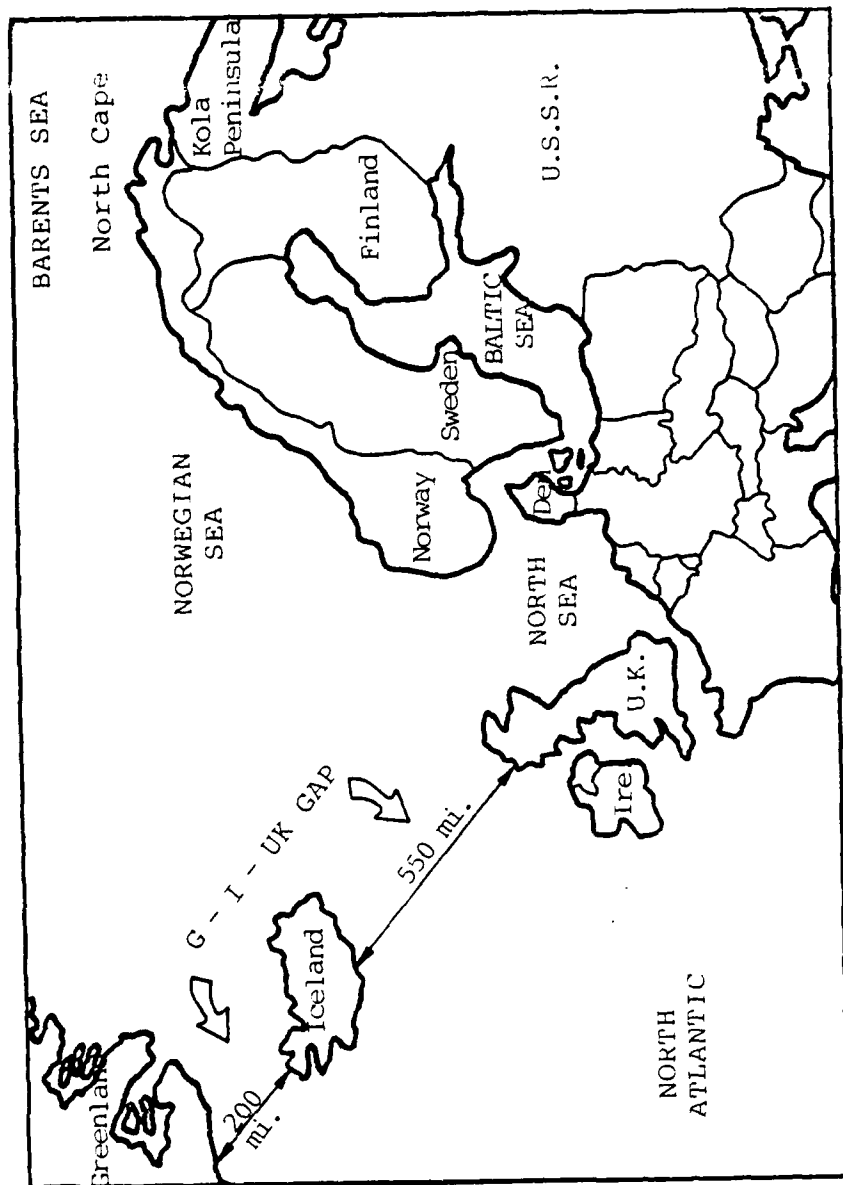 BARENTS SEA
North Cape
Kola
Peninsula
NORWEGIAN
SEA
Finland
U.S.S.R.
Sweden
BALTIC
SEA
Norway
Den
NORTH
SEA
U.K.
Ire
G - I - UK GAP
550 mi.
Iceland
Greenland
200
mi.
NORTH
ATLANTIC